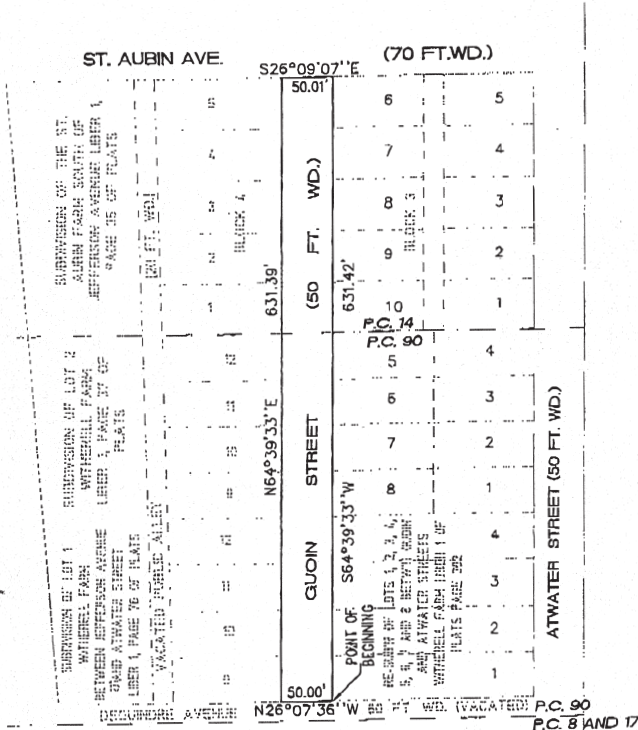 ST. AUBIN AVE.
(70 FT.WD.)
S26°09'07''E
50.01'
SUBDIVISION OF THE ST.
AUBIN FARM SOUTH OF
JEFFERSON AVENUE LIBER 1,
PAGE 35 OF PLATS
(20 FT. WD.)
BLOCK 4
1
631.39'
N64°39'33''E
GUOIN STREET (50 FT. WD.)
631.42'
S64°39'33''W
6
7
8
9
10
BLOCK 3
5
4
3
2
1
P.C. 14
P.C. 90
5
6
7
8
4
3
2
1
4
3
2
1
SUBDIVISION OF LOT 2
WITHERELL FARM
LIBER 1, PAGE 37 OF
PLATS
SUBDIVISION OF LOT 1
WITHERELL FARM
BETWEEN JEFFERSON AVENUE
AND ATWATER STREET
LIBER 1, PAGE 76 OF PLATS
VACATED PUBLIC ALLEY
POINT OF
BEGINNING
OF LOTS 1, 2, 3, 4,
5, 6, 7 AND 8 BETW'N GUOIN
AND ATWATER STREETS
WITHERELL FARM
PLATS PAGE
ATWATER STREET (50 FT. WD.)
50.00'
DEQUINDRE AVENUE
N26°07'36''W
FT. WD. (VACATED)
P.C. 90
P.C. 8 AND 17